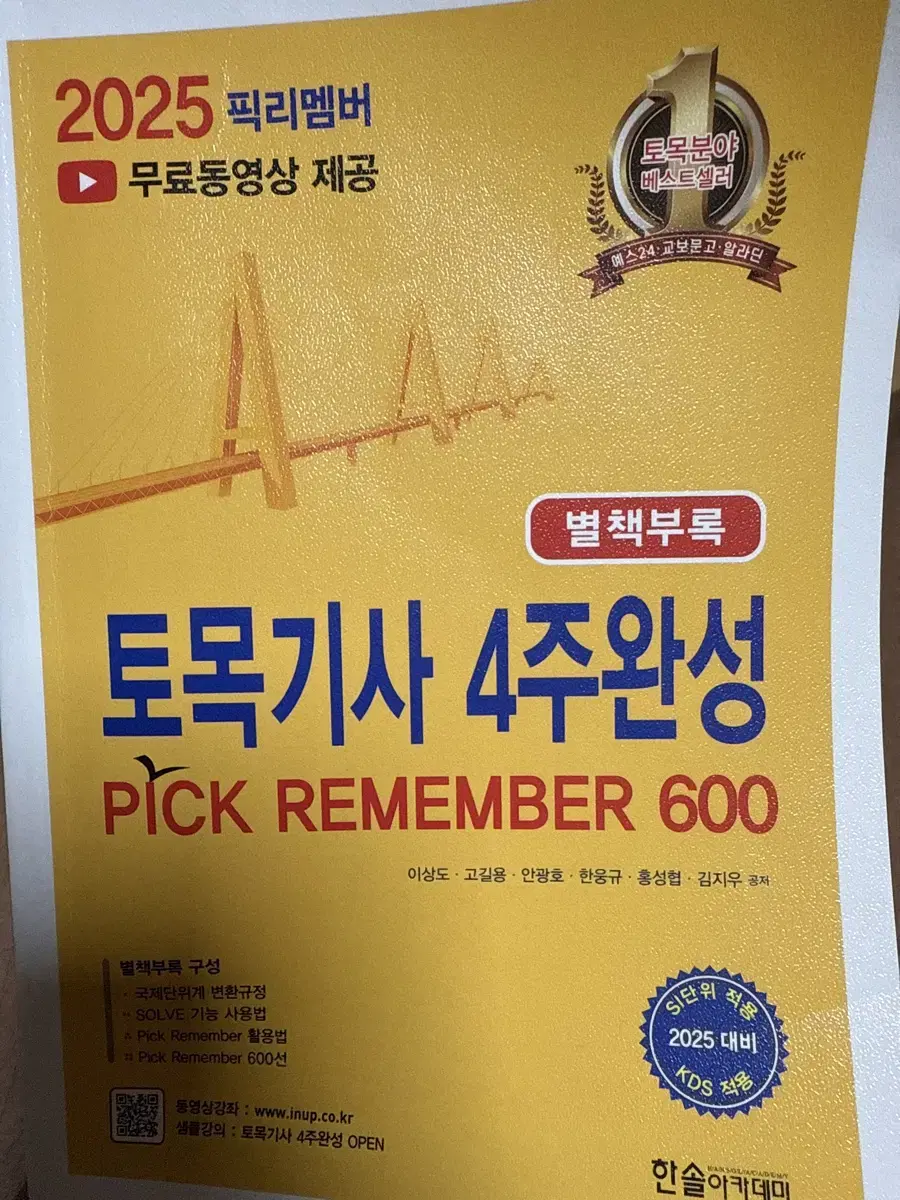 2025 픽리멤버
무료동영상 제공
1
토목분야
베스트셀러
예스24·교보문고·알라딘
별책부록
토목기사 4주완성
PICK REMEMBER 600
이상도 · 고길용 · 안광호 · 한웅규 · 홍성협 · 김지우 공저
별책부록 구성
국제단위계 변환규정
SOLVE 기능 사용법
Pick Remember 활용법
Pick Remember 600선
동영상강좌 : www.inup.co.kr
샘플강의 : 토목기사 4주완성 OPEN
SI단위 적용
2025 대비
KDS 적용
한솔아카데미